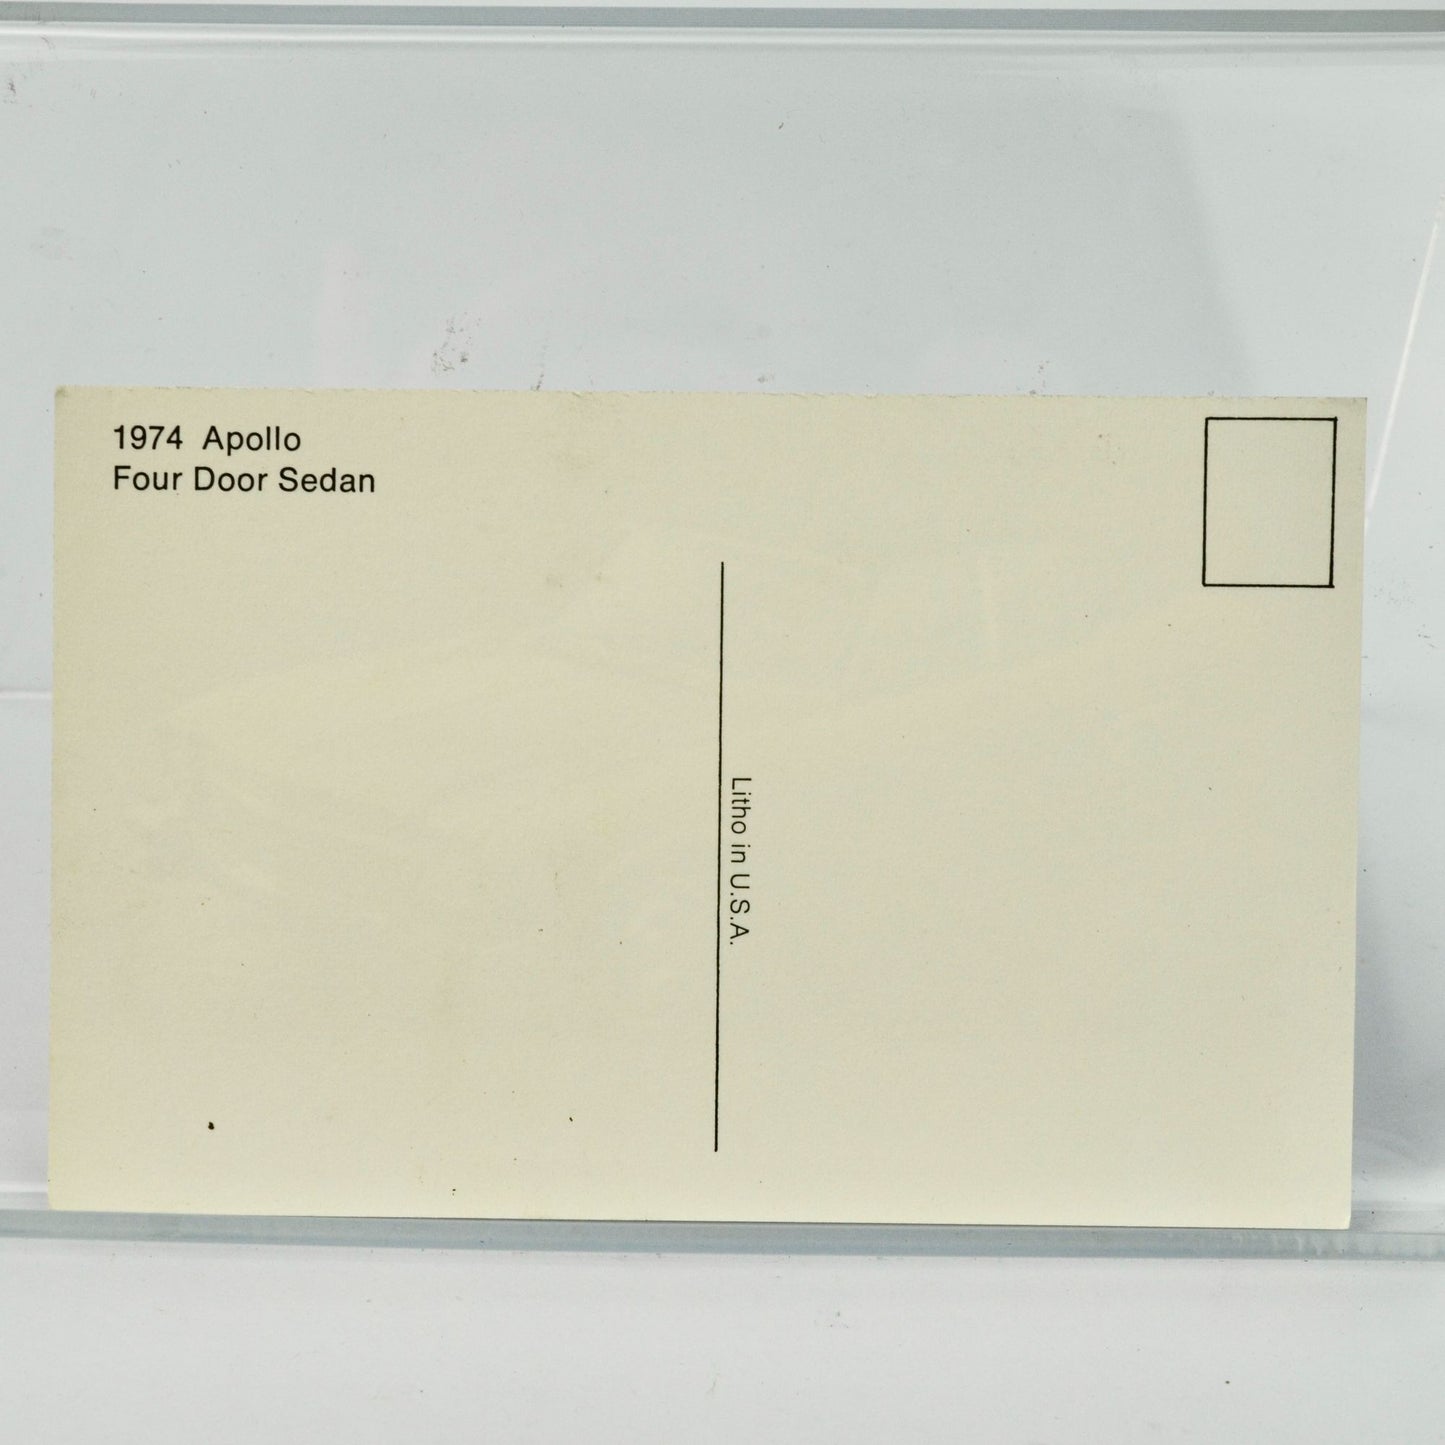 1974 Apollo
Four Door Sedan
Litho in U.S.A.